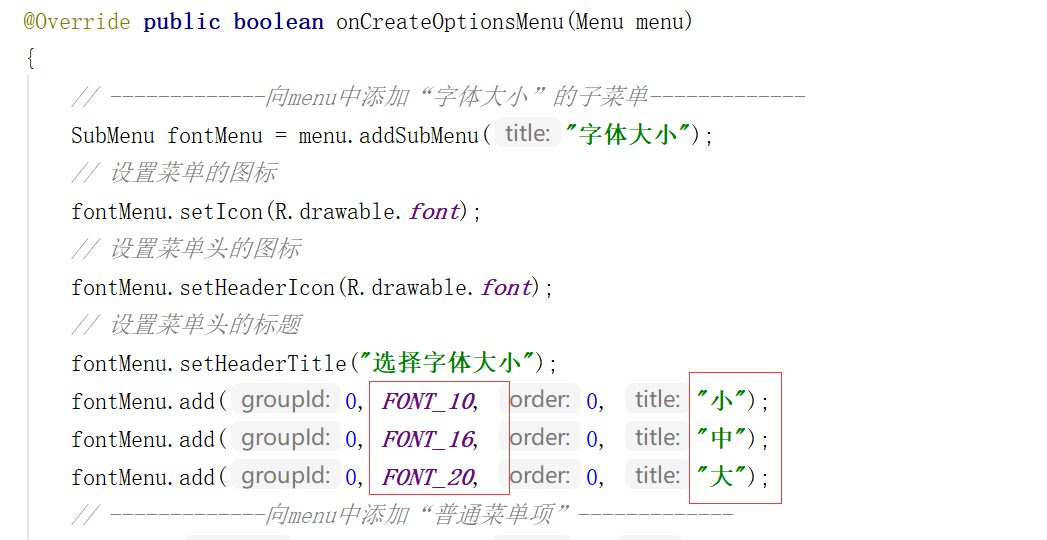 @Override public boolean onCreateOptionsMenu(Menu menu)
{
// -------------向menu中添加“字体大小”的子菜单-------------
SubMenu fontMenu = menu.addSubMenu( title: "字体大小");
// 设置菜单的图标
fontMenu.setIcon(R.drawable.font);
// 设置菜单头的图标
fontMenu.setHeaderIcon(R.drawable.font);
// 设置菜单头的标题
fontMenu.setHeaderTitle("选择字体大小");
fontMenu.add( groupId: 0, FONT_10, order: 0, title: "小");
fontMenu.add( groupId: 0, FONT_16, order: 0, title: "中");
fontMenu.add( groupId: 0, FONT_20, order: 0, title: "大");
// -------------向menu中添加“普通菜单项”-------------